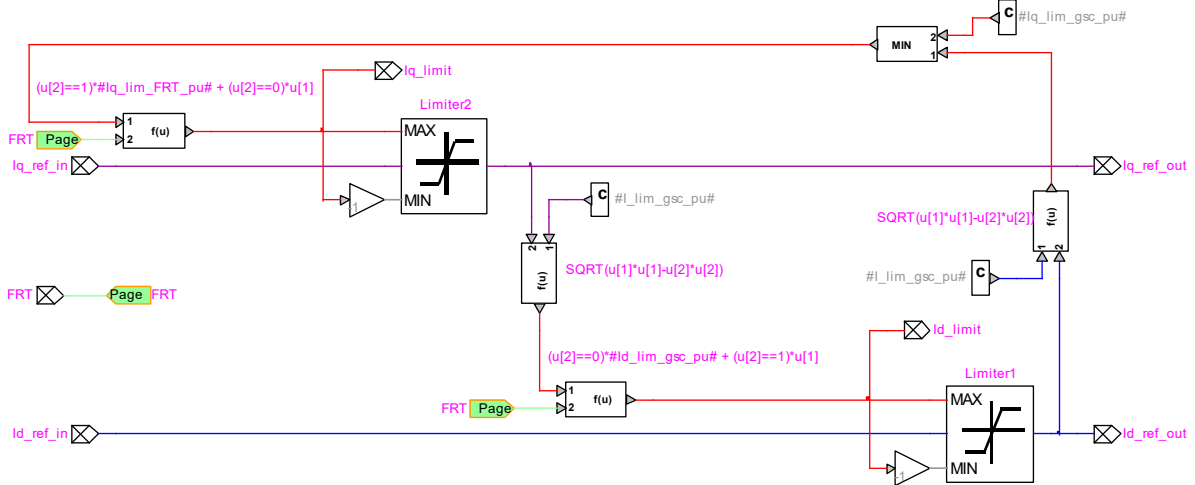 C
#Iq_lim_gsc_pu#
MIN
2
1
Iq_limit
(u[2]==1)*#Iq_lim_FRT_pu# + (u[2]==0)*u[1]
Limiter2
1
2
f(u)
MAX
FRT
Page
Iq_ref_in
Iq_ref_out
-1
MIN
C
#I_lim_gsc_pu#
SQRT(u[1]*u[1]-u[2]*u[2])
f(u)
1
2
2
1
f(u)
SQRT(u[1]*u[1]-u[2]*u[2])
#I_lim_gsc_pu#
C
FRT
Page
FRT
Id_limit
(u[2]==0)*#Id_lim_gsc_pu# + (u[2]==1)*u[1]
Limiter1
1
2
f(u)
MAX
FRT
Page
Id_ref_in
Id_ref_out
-1
MIN